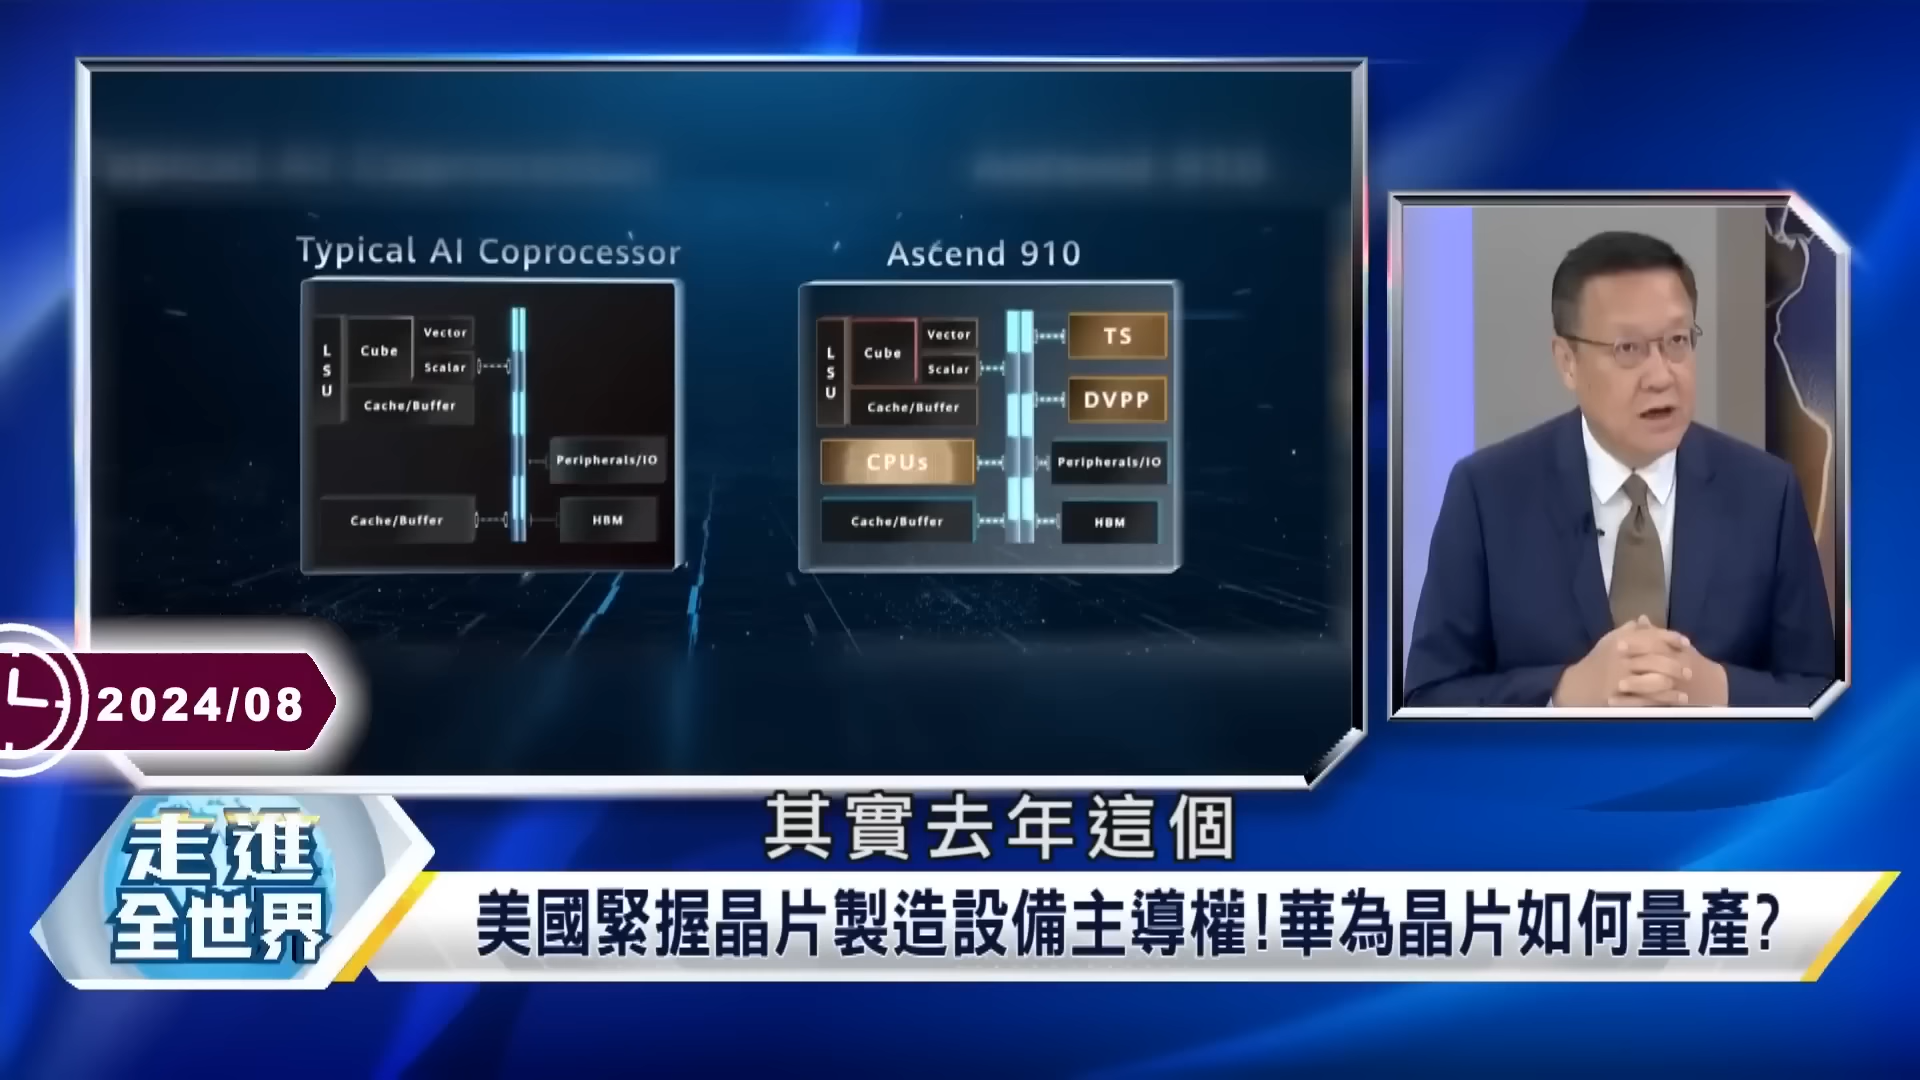 Typical AI Coprocessor
LSU
Cube
Vector
Scalar
Cache/Buffer
Peripherals/IO
Cache/Buffer
HBM
Ascend 910
LSU
Cube
Vector
Scalar
Cache/Buffer
TS
DVPP
CPUs
Peripherals/IO
Cache/Buffer
HBM
2024/08
其實去年這個
走進
全世界
美國緊握晶片製造設備主導權!華為晶片如何量產?